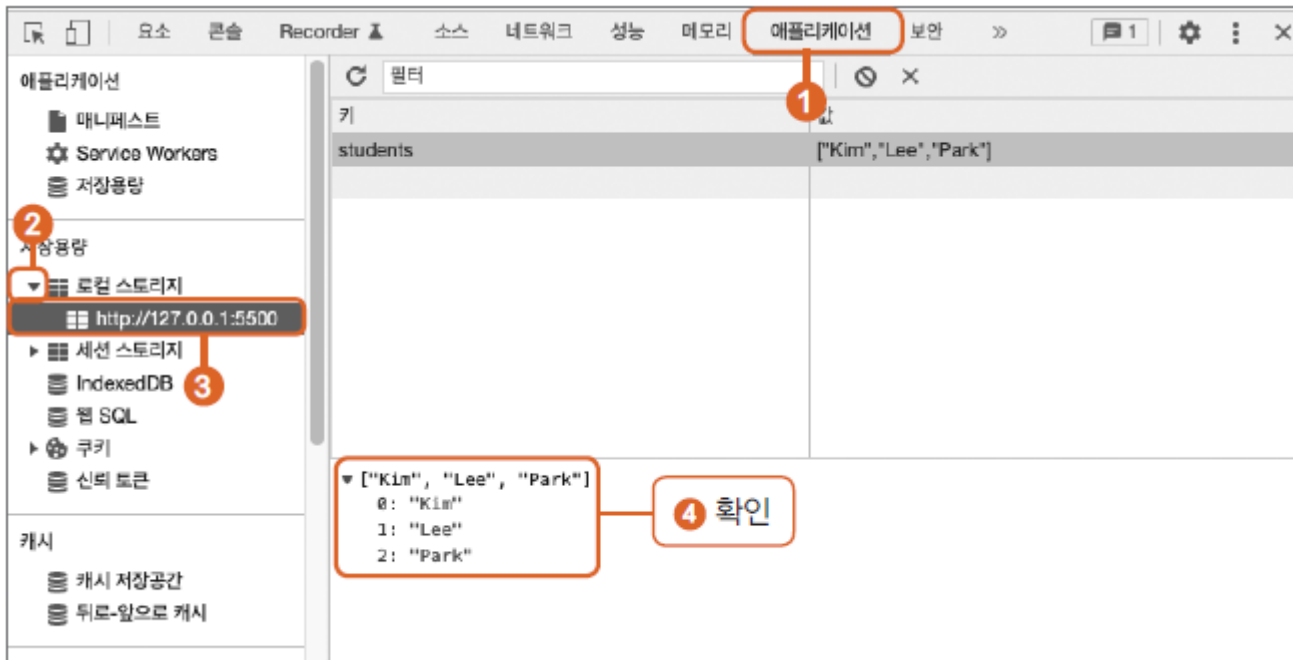 요소 콘솔 Recorder 소스 네트워크 성능 메모리 애플리케이션 보안 » 1
애플리케이션
매니페스트
Service Workers
저장용량
저장용량
로컬 스토리지
http://127.0.0.1:5500
세션 스토리지
IndexedDB
웹 SQL
쿠키
신뢰 토큰
캐시
캐시 저장공간
뒤로-앞으로 캐시
필터
키 값
students ["Kim","Lee","Park"]
["Kim", "Lee", "Park"]
0: "Kim"
1: "Lee"
2: "Park"
1
2
3
4 확인